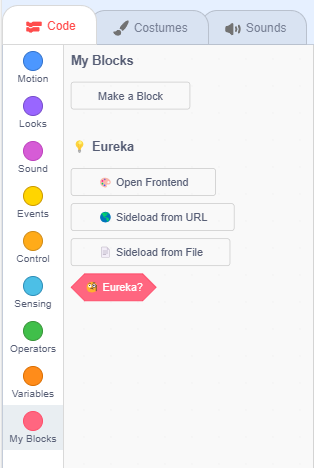 Code
Costumes
Sounds
Motion
Looks
Sound
Events
Control
Sensing
Operators
Variables
My Blocks
My Blocks
Make a Block
Eureka
Open Frontend
Sideload from URL
Sideload from File
Eureka?